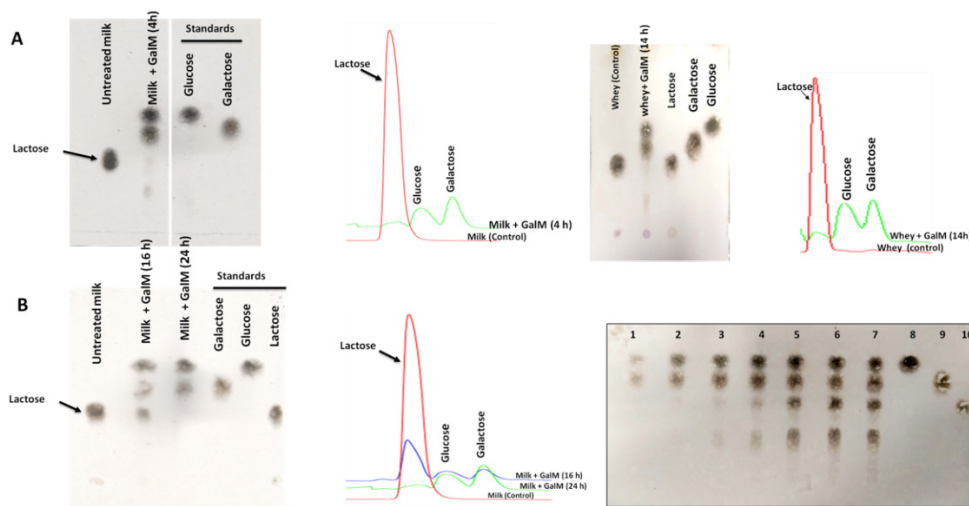 A
Untreated milk
Milk + GalM (4h)
Standards
Glucose
Galactose
Lactose
Lactose
Glucose
Galactose
Milk + GalM (4 h)
Milk (Control)
Whey (Control)
whey+ GalM (14 h)
Lactose
Galactose
Glucose
Lactose
Glucose
Galactose
Whey + GalM (14h)
Whey (control)
B
Untreated milk
Milk + GalM (16 h)
Milk + GalM (24 h)
Standards
Galactose
Glucose
Lactose
Lactose
Lactose
Glucose
Galactose
Milk + GalM (16 h)
Milk + GalM (24 h)
Milk (Control)
1 2 3 4 5 6 7 8 9 10